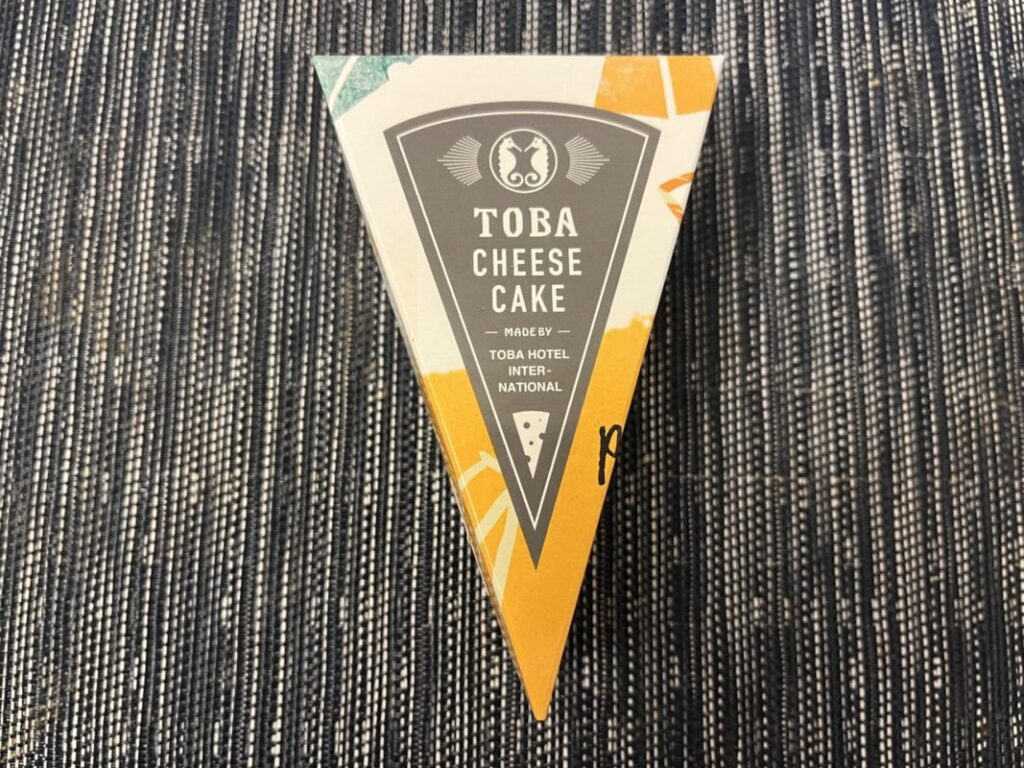 TOBA
CHEESE
CAKE
— MADE BY —
TOBA HOTEL
INTER-
NATIONAL